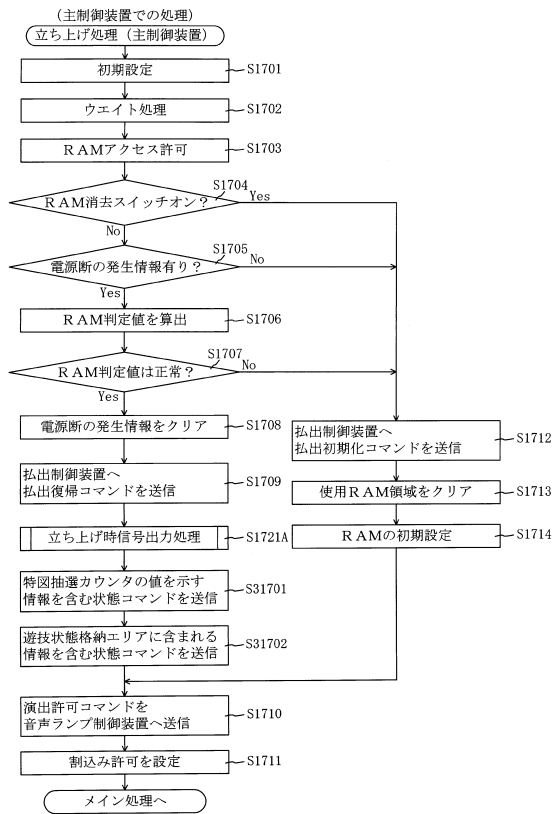 （主制御装置での処理）
立ち上げ処理（主制御装置）
初期設定
S1701
ウエイト処理
S1702
ＲＡＭアクセス許可
S1703
ＲＡＭ消去スイッチオン？
S1704
Yes
No
電源断の発生情報有り？
S1705
No
Yes
ＲＡＭ判定値を算出
S1706
ＲＡＭ判定値は正常？
S1707
No
Yes
電源断の発生情報をクリア
S1708
払出制御装置へ
払出復帰コマンドを送信
S1709
立ち上げ時信号出力処理
S1721A
特図抽選カウンタの値を示す
情報を含む状態コマンドを送信
S31701
遊技状態格納エリアに含まれる
情報を含む状態コマンドを送信
S31702
払出制御装置へ
払出初期化コマンドを送信
S1712
使用ＲＡＭ領域をクリア
S1713
ＲＡＭの初期設定
S1714
演出許可コマンドを
音声ランプ制御装置へ送信
S1710
割込み許可を設定
S1711
メイン処理へ